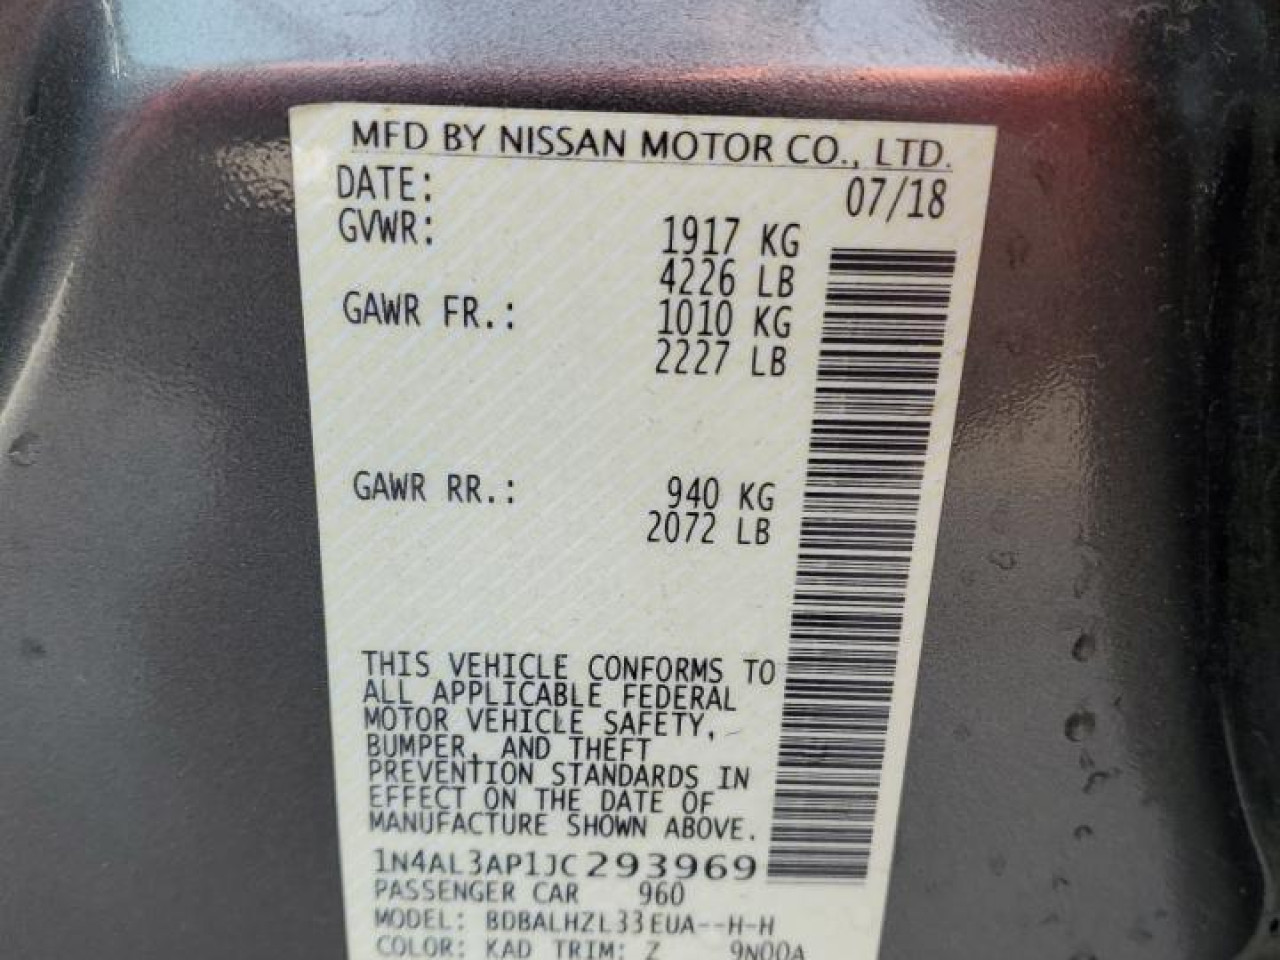 MFD BY NISSAN MOTOR CO., LTD.
DATE: 07/18
GVWR: 1917 KG
4226 LB
GAWR FR.: 1010 KG
2227 LB
GAWR RR.: 940 KG
2072 LB
THIS VEHICLE CONFORMS TO
ALL APPLICABLE FEDERAL
MOTOR VEHICLE SAFETY,
BUMPER, AND THEFT
PREVENTION STANDARDS IN
EFFECT ON THE DATE OF
MANUFACTURE SHOWN ABOVE.
1N4AL3AP1JC293969
PASSENGER CAR 960
MODEL: BDBALHZL33EUA--H-H
COLOR: KAD TRIM: Z 9N00A